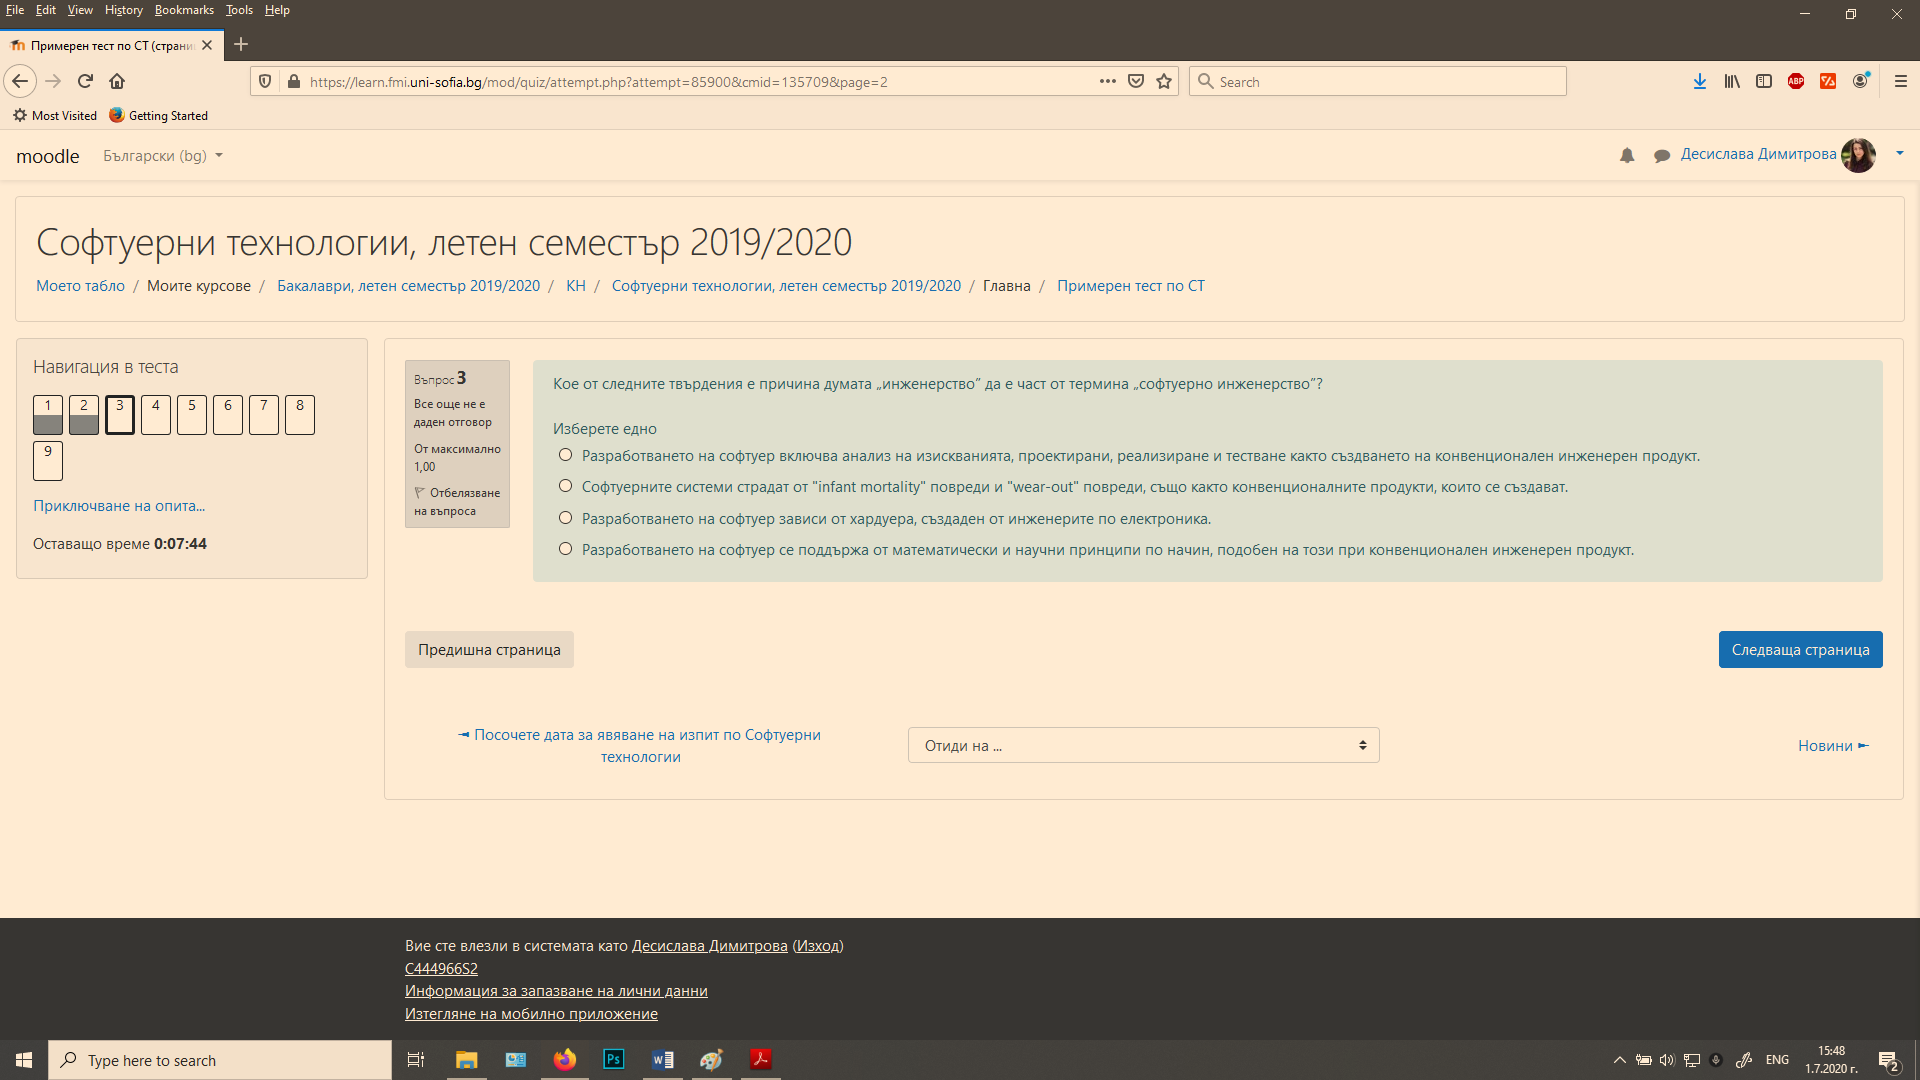 File Edit View History Bookmarks Tools Help
Примерен тест по СТ (страни
https://learn.fmi.uni-sofia.bg/mod/quiz/attempt.php?attempt=85900&cmid=135709&page=2
Search
ABP
Most Visited Getting Started
moodle Български (bg)
Десислава Димитрова
Софтуерни технологии, летен семестър 2019/2020
Моето табло / Моите курсове / Бакалаври, летен семестър 2019/2020 / КН / Софтуерни технологии, летен семестър 2019/2020 / Главна / Примерен тест по СТ
Навигация в теста
1 2 3 4 5 6 7 8
9
Приключване на опита...
Оставащо време 0:07:44
Въпрос 3
Все още не е
даден отговор
От максимално
1,00
Отбелязване
на въпроса
Кое от следните твърдения е причина думата „инженерство” да е част от термина „софтуерно инженерство”?
Изберете едно
Разработването на софтуер включва анализ на изискванията, проектирани, реализиране и тестване както създването на конвенционален инженерен продукт.
Софтуерните системи страдат от "infant mortality" повреди и "wear-out" повреди, също както конвенционалните продукти, които се създават.
Разработването на софтуер зависи от хардуера, създаден от инженерите по електроника.
Разработването на софтуер се поддържа от математически и научни принципи по начин, подобен на този при конвенционален инженерен продукт.
Предишна страница
Следваща страница
◄ Посочете дата за явяване на изпит по Софтуерни
технологии
Отиди на ...
Новини ►
Вие сте влезли в системата като Десислава Димитрова (Изход)
С444966S2
Информация за запазване на лични данни
Изтегляне на мобилно приложение
Type here to search
Ps
ENG
15:48
1.7.2020 г.
2